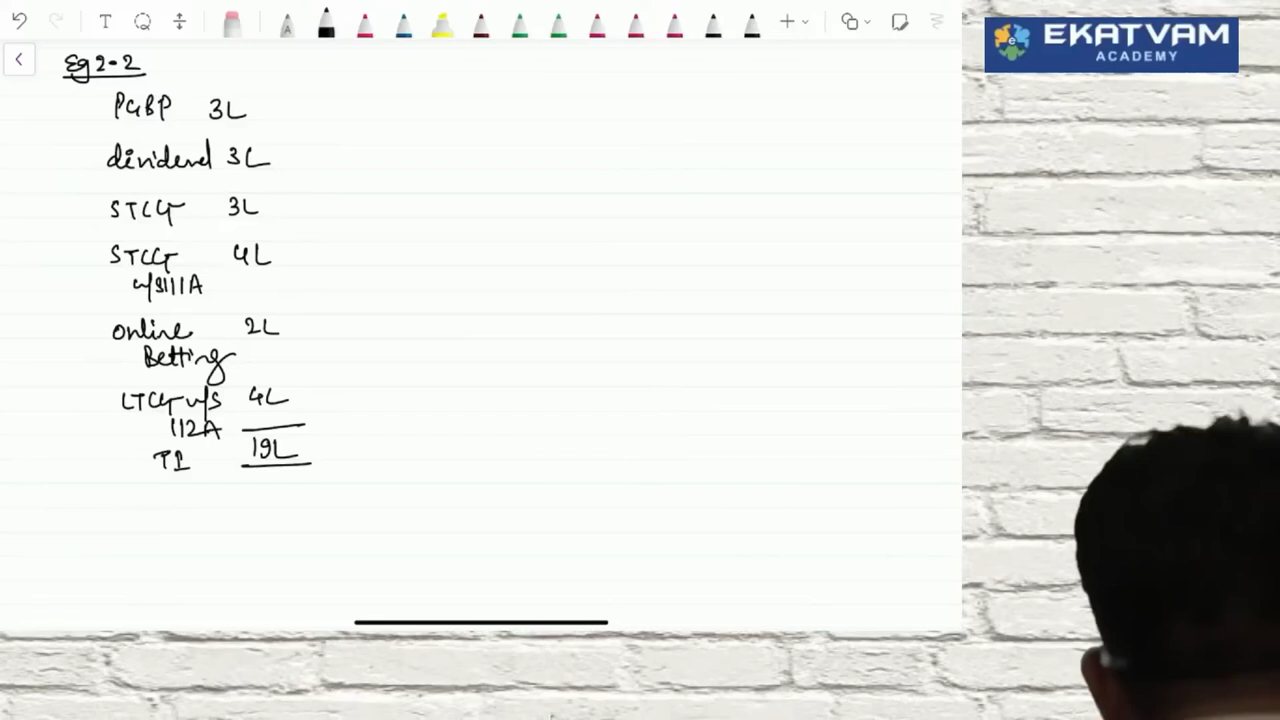 EKATVAM
ACADEMY
Eg 2.2
PGBP 3L
dividend 3L
STCG 3L
STCG 4L
u/s 111A
online 2L
Betting
LTCG u/s 4L
112A
TI 19L